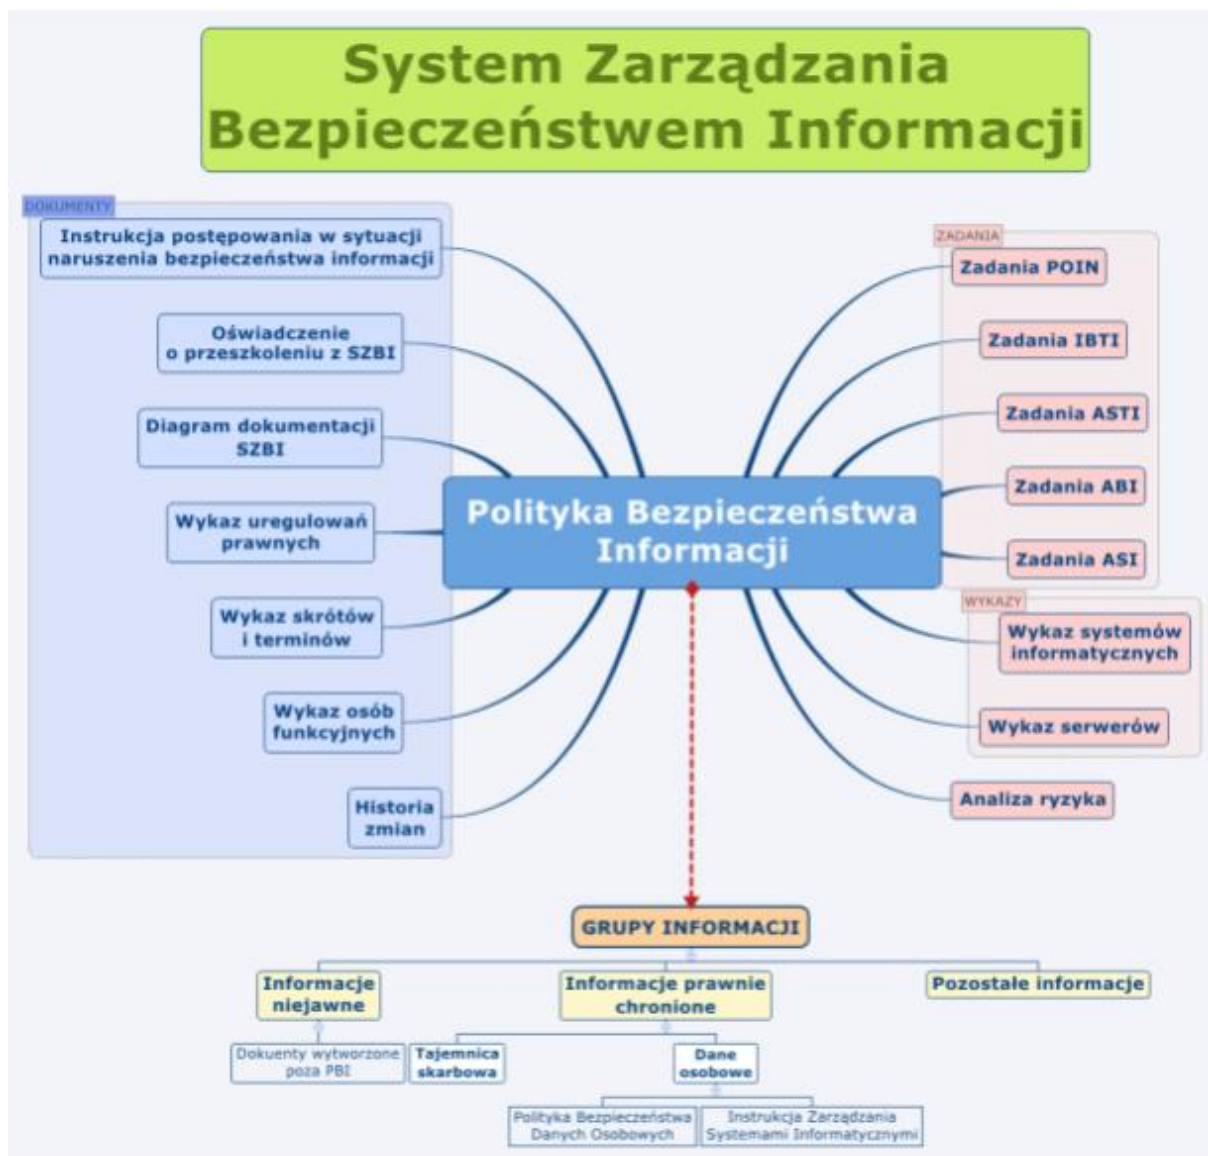 System Zarządzania
Bezpieczeństwem Informacji
DOKUMENTY
Instrukcja postępowania w sytuacji
naruszenia bezpieczeństwa informacji
Oświadczenie
o przeszkoleniu z SZBI
Diagram dokumentacji
SZBI
Wykaz uregulowań
prawnych
Wykaz skrótów
i terminów
Wykaz osób
funkcyjnych
Historia
zmian
Polityka Bezpieczeństwa
Informacji
ZADANIA
Zadania POIN
Zadania IBTI
Zadania ASTI
Zadania ABI
Zadania ASI
WYKAZY
Wykaz systemów
informatycznych
Wykaz serwerów
Analiza ryzyka
GRUPY INFORMACJI
Informacje
niejawne
Dokuenty wytworzone
poza PBI
Informacje prawnie
chronione
Tajemnica
skarbowa
Dane
osobowe
Polityka Bezpieczeństwa
Danych Osobowych
Instrukcja Zarządzania
Systemami Informatycznymi
Pozostałe informacje